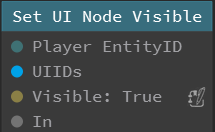 Set UI Node Visible
Player EntityID
UIIDs
Visible: True
In